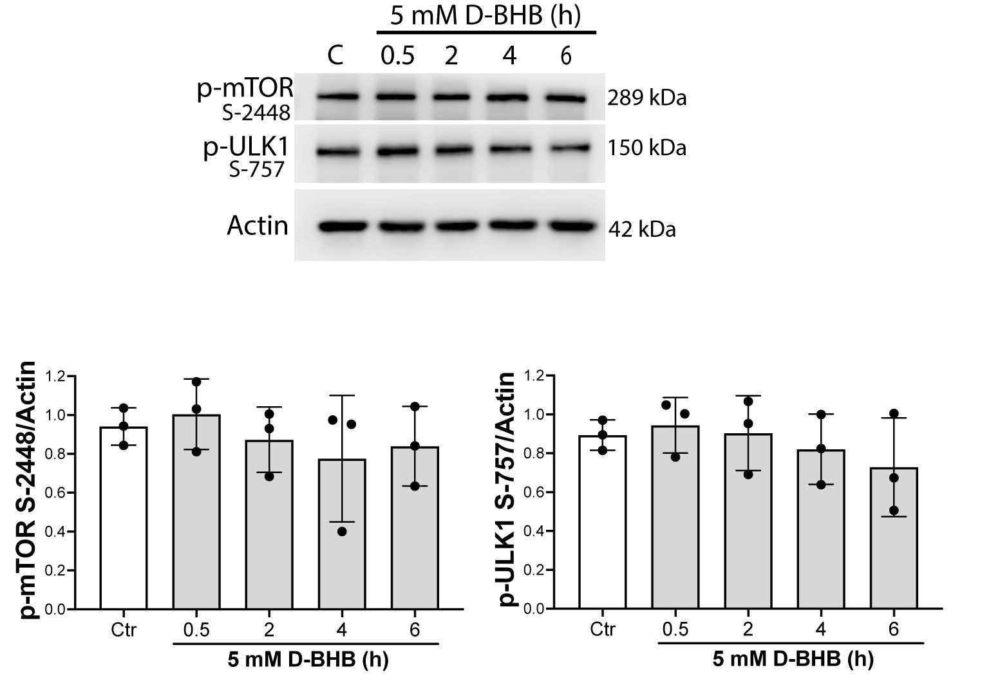 5 mM D-BHB (h)
C 0.5 2 4 6
p-mTOR
S-2448
289 kDa
p-ULK1
S-757
150 kDa
Actin
42 kDa
p-mTOR S-2448/Actin
1.2
1.0
0.8
0.6
0.4
0.2
0.0
Ctr 0.5 2 4 6
5 mM D-BHB (h)
p-ULK1 S-757/Actin
1.2
1.0
0.8
0.6
0.4
0.2
0.0
Ctr 0.5 2 4 6
5 mM D-BHB (h)